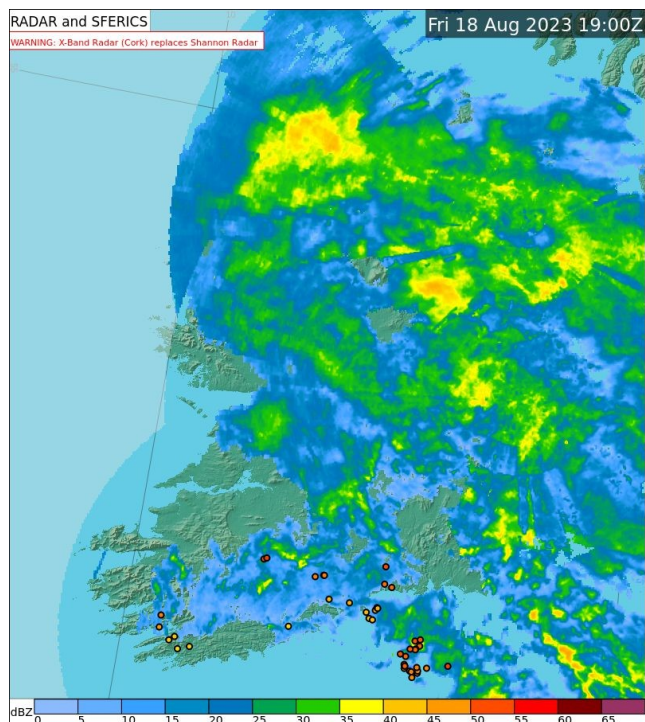 RADAR and SFERICS
Fri 18 Aug 2023 19:00Z
WARNING: X-Band Radar (Cork) replaces Shannon Radar
dBZ 0 5 10 15 20 25 30 35 40 45 50 55 60 65